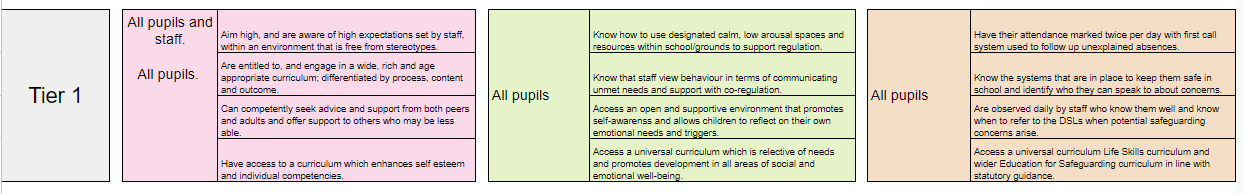 Tier 1
All pupils and
staff.
All pupils.
Aim high, and are aware of high expectations set by staff,
within an environment that is free from stereotypes.
Are entitled to, and engage in a wide, rich and age
appropriate curriculum; differentiated by process, content
and outcome.
Can competently seek advice and support from both peers
and adults and offer support to others who may be less
able.
Have access to a curriculum which enhances self esteem
and individual competencies.
All pupils
Know how to use designated calm, low arousal spaces and
resources within school/grounds to support regulation.
Know that staff view behaviour in terms of communicating
unmet needs and support with co-regulation.
Access an open and supportive environment that promotes
self-awarenss and allows children to reflect on their own
emotional needs and triggers.
Access a universal curriculum which is relective of needs
and promotes development in all areas of social and
emotional well-being.
All pupils
Have their attendance marked twice per day with first call
system used to follow up unexplained absences.
Know the systems that are in place to keep them safe in
school and identify who they can speak to about concerns.
Are observed daily by staff who know them well and know
when to refer to the DSLs when potential safeguarding
concerns arise.
Access a universal curriculum Life Skills curriculum and
wider Education for Safeguarding curriculum in line with
statutory guidance.